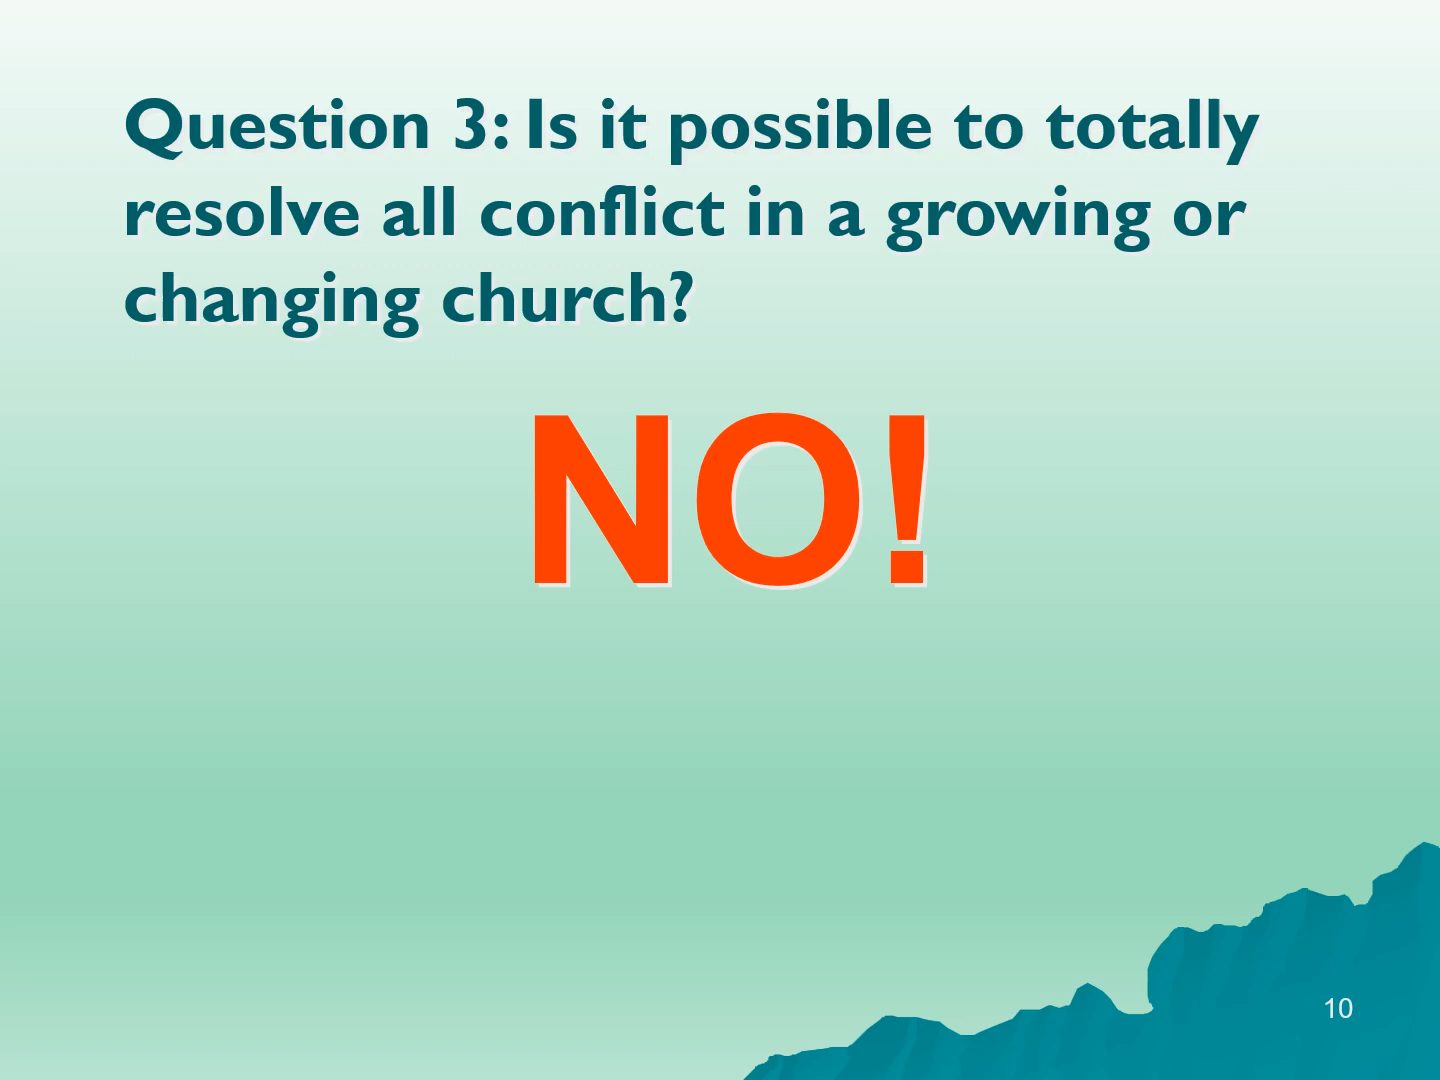 Question 3: Is it possible to totally
resolve all conflict in a growing or
changing church?
NO!
10